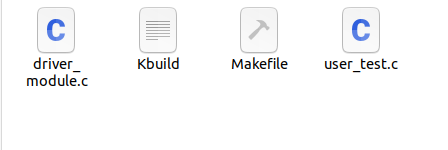 C
C
driver_
module.c
Kbuild
Makefile
user_test.c